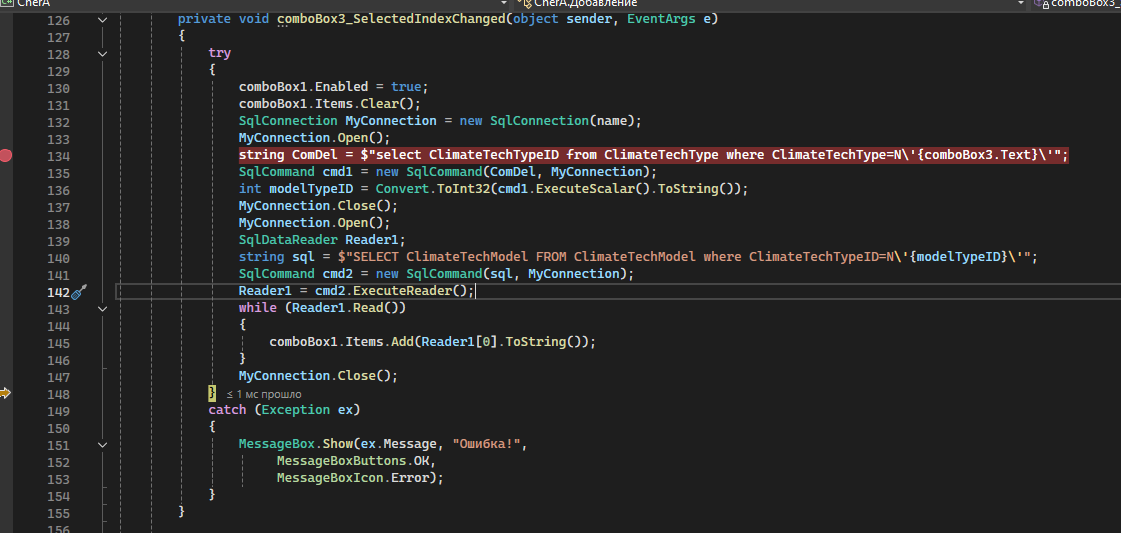 CherA CherA.Добавление comboBox3_
126 private void comboBox3_SelectedIndexChanged(object sender, EventArgs e)
127 {
128 try
129 {
130 comboBox1.Enabled = true;
131 comboBox1.Items.Clear();
132 SqlConnection MyConnection = new SqlConnection(name);
133 MyConnection.Open();
134 string ComDel = $"select ClimateTechTypeID from ClimateTechType where ClimateTechType=N\'{comboBox3.Text}\'";
135 SqlCommand cmd1 = new SqlCommand(ComDel, MyConnection);
136 int modelTypeID = Convert.ToInt32(cmd1.ExecuteScalar().ToString());
137 MyConnection.Close();
138 MyConnection.Open();
139 SqlDataReader Reader1;
140 string sql = $"SELECT ClimateTechModel FROM ClimateTechModel where ClimateTechTypeID=N\'{modelTypeID}\'";
141 SqlCommand cmd2 = new SqlCommand(sql, MyConnection);
142 Reader1 = cmd2.ExecuteReader();
143 while (Reader1.Read())
144 {
145 comboBox1.Items.Add(Reader1[0].ToString());
146 }
147 MyConnection.Close();
148 } ≤ 1 мс прошло
149 catch (Exception ex)
150 {
151 MessageBox.Show(ex.Message, "Ошибка!",
152 MessageBoxButtons.OK,
153 MessageBoxIcon.Error);
154 }
155 }
156